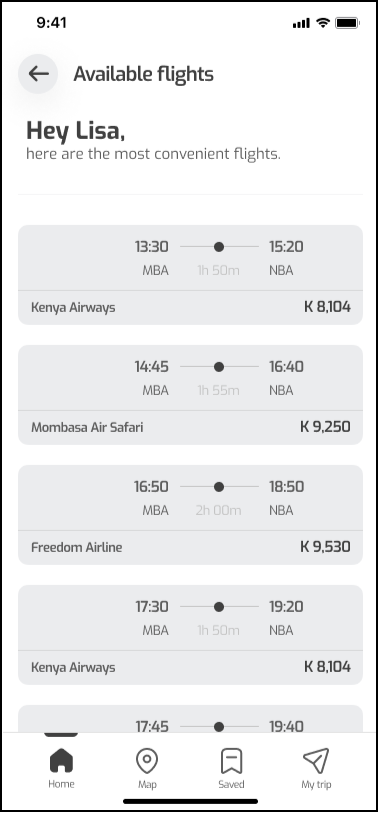 9:41
Available flights
Hey Lisa,
here are the most convenient flights.
13:30 15:20
MBA 1h 50m NBA
Kenya Airways K 8,104
14:45 16:40
MBA 1h 55m NBA
Mombasa Air Safari K 9,250
16:50 18:50
MBA 2h 00m NBA
Freedom Airline K 9,530
17:30 19:20
MBA 1h 50m NBA
Kenya Airways K 8,104
17:45 19:40
Home Map Saved My trip